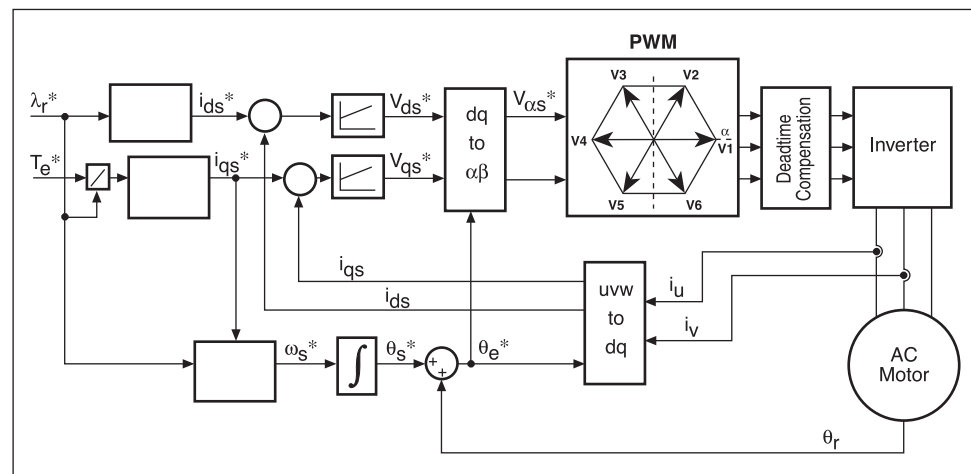 PWM
λr*
ids*
Vds*
dq
to
αβ
Vαs*
V3
V2
V4
α
V1
V5
V6
Deadtime
Compensation
Inverter
Te*
iqs*
Vqs*
iqs
ids
uvw
to
dq
iu
iv
ωs*
∫
θs*
+
+
θe*
AC
Motor
θr